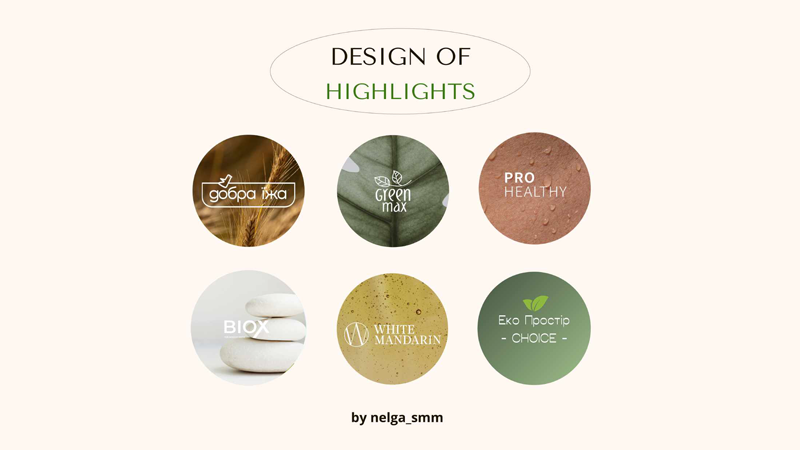 DESIGN OF
HIGHLIGHTS
добра їжа
Green
max
PRO
HEALTHY
BIOX
WHITE
MANDARIN
Еко Простір
- CHOICE -
by nelga_smm